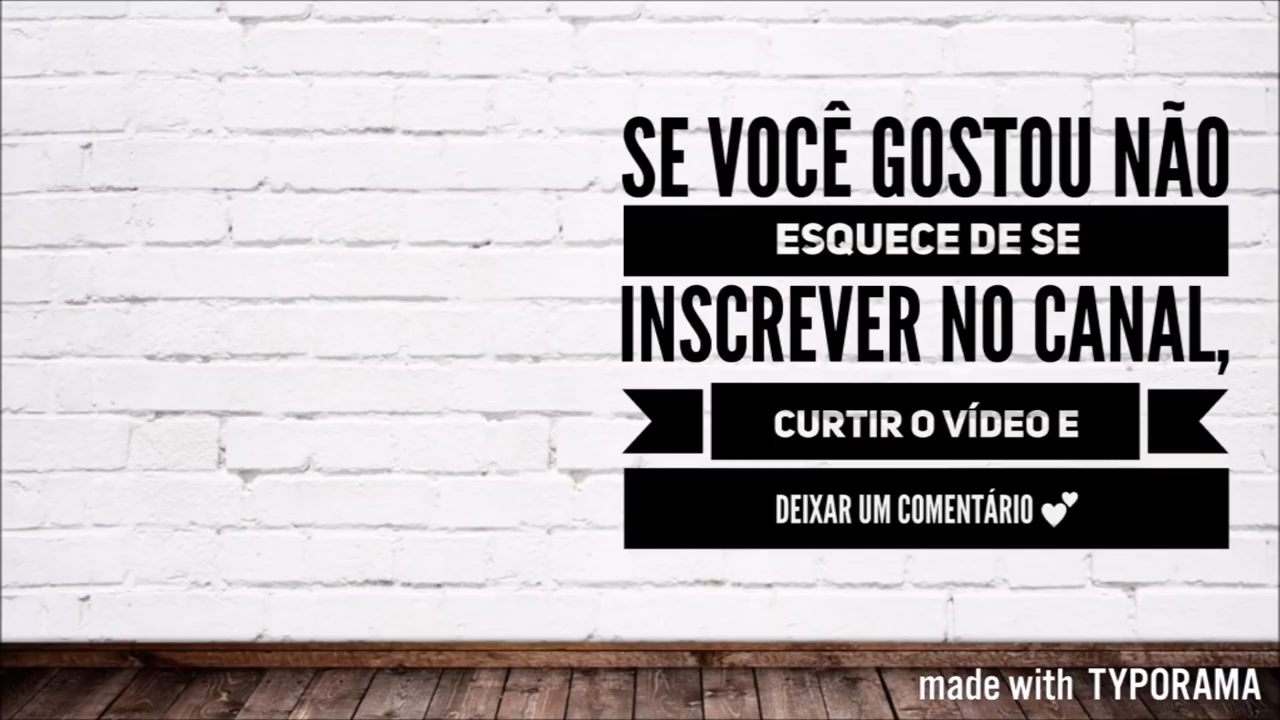 SE VOCÊ GOSTOU NÃO
ESQUECE DE SE
INSCREVER NO CANAL,
CURTIR O VÍDEO E
DEIXAR UM COMENTÁRIO 💕
made with TYPORAMA